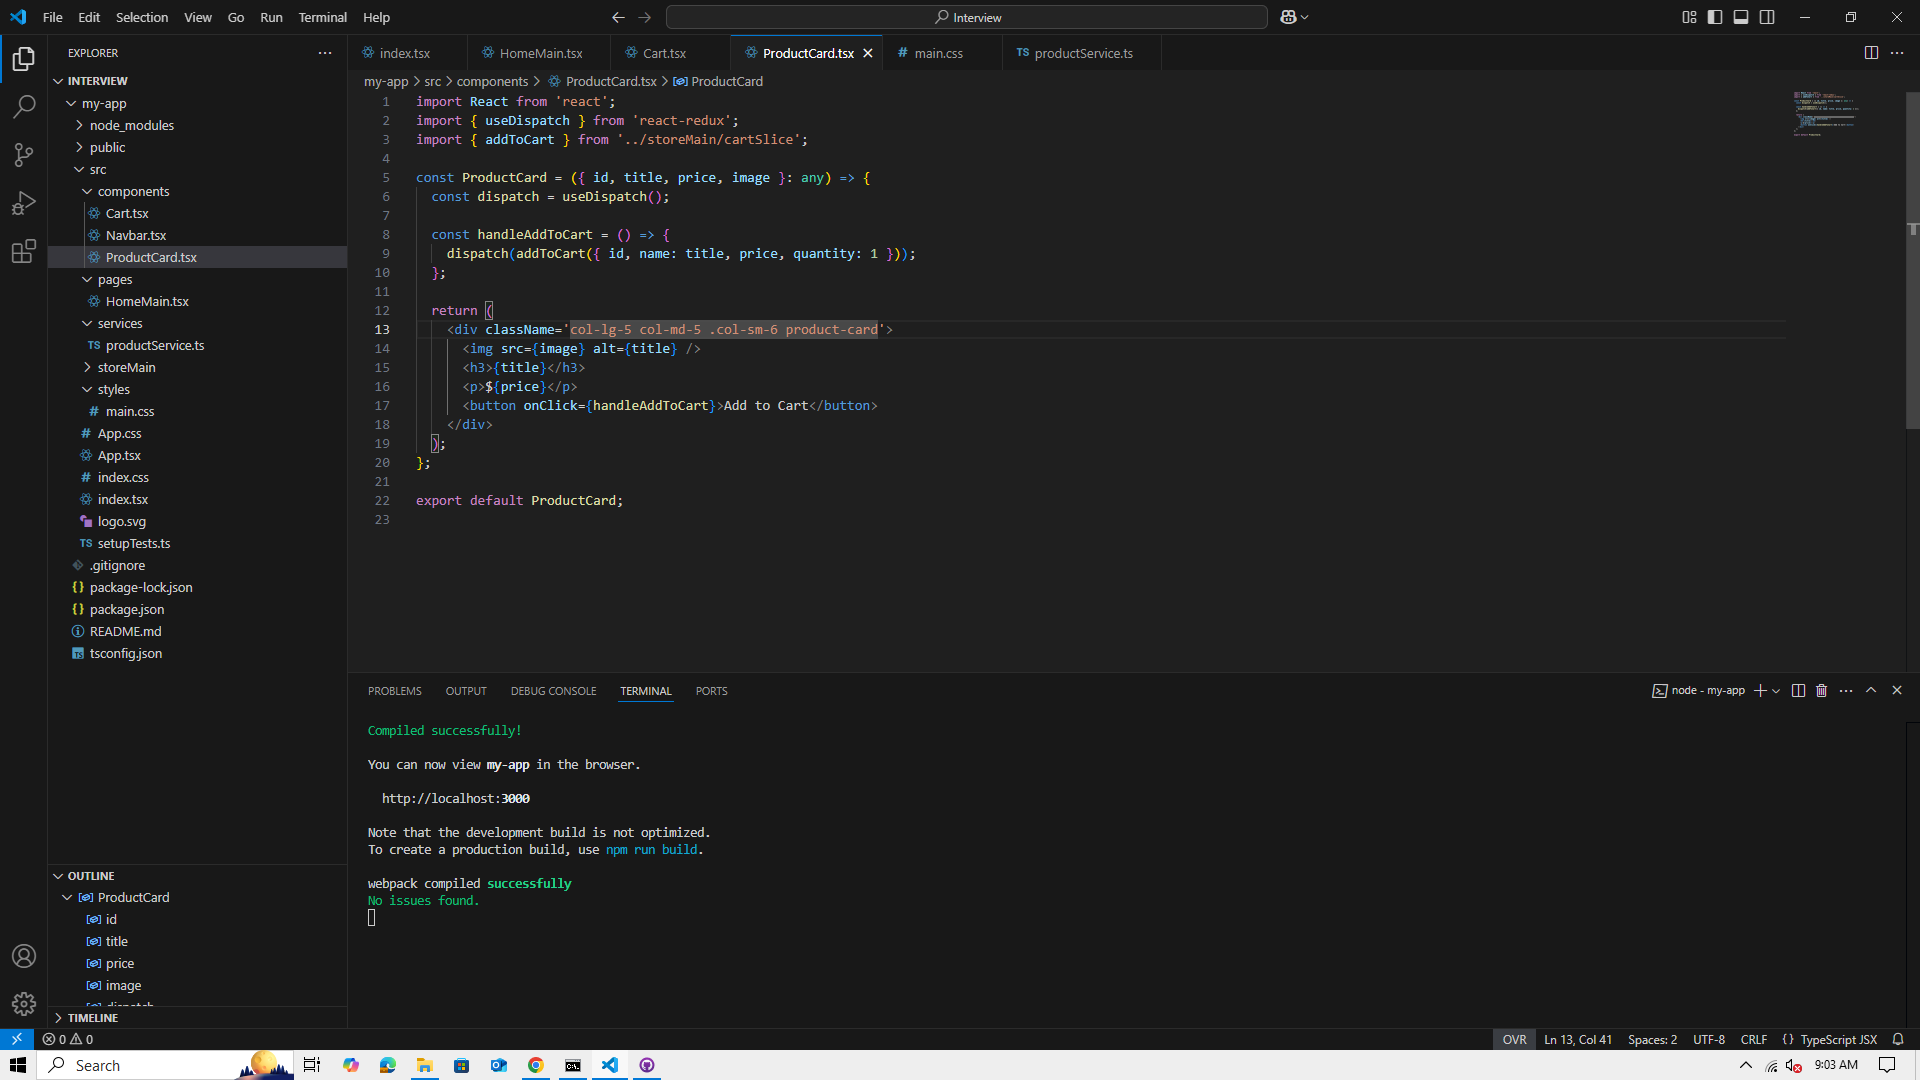 File Edit Selection View Go Run Terminal Help
Interview
EXPLORER
INTERVIEW
my-app
node_modules
public
src
components
Cart.tsx
Navbar.tsx
ProductCard.tsx
pages
HomeMain.tsx
services
TS productService.ts
storeMain
styles
# main.css
# App.css
App.tsx
# index.css
index.tsx
logo.svg
TS setupTests.ts
.gitignore
{} package-lock.json
{} package.json
README.md
TS tsconfig.json
OUTLINE
ProductCard
id
title
price
image
TIMELINE
index.tsx HomeMain.tsx Cart.tsx ProductCard.tsx # main.css TS productService.ts
my-app > src > components > ProductCard.tsx > ProductCard
1 import React from 'react';
2 import { useDispatch } from 'react-redux';
3 import { addToCart } from '../storeMain/cartSlice';
4
5 const ProductCard = ({ id, title, price, image }: any) => {
6 const dispatch = useDispatch();
7
8 const handleAddToCart = () => {
9 dispatch(addToCart({ id, name: title, price, quantity: 1 }));
10 };
11
12 return (
13 <div className='col-lg-5 col-md-5 .col-sm-6 product-card'>
14 <img src={image} alt={title} />
15 <h3>{title}</h3>
16 <p>${price}</p>
17 <button onClick={handleAddToCart}>Add to Cart</button>
18 </div>
19 );
20 };
21
22 export default ProductCard;
23
PROBLEMS OUTPUT DEBUG CONSOLE TERMINAL PORTS
node - my-app
Compiled successfully!
You can now view my-app in the browser.
http://localhost:3000
Note that the development build is not optimized.
To create a production build, use npm run build.
webpack compiled successfully
No issues found.
0 0
OVR Ln 13, Col 41 Spaces: 2 UTF-8 CRLF {} TypeScript JSX
Search
9:03 AM